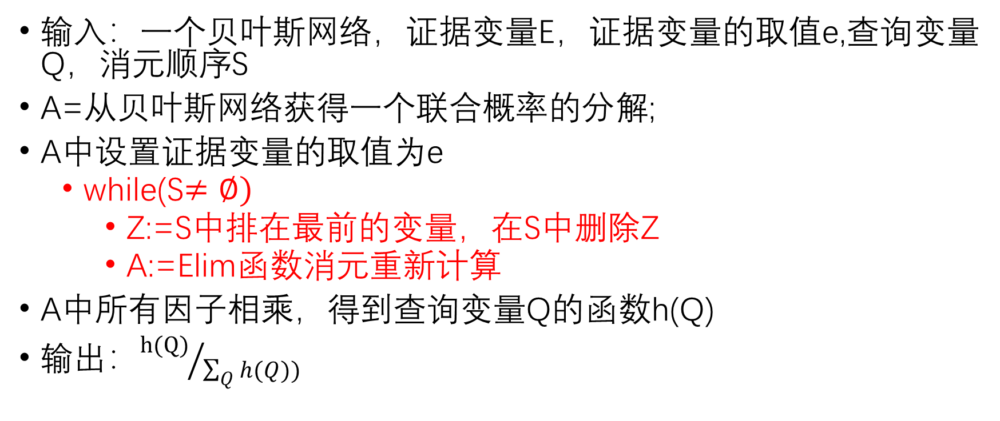 • 输入：一个贝叶斯网络，证据变量E，证据变量的取值e,查询变量
Q，消元顺序S
• A=从贝叶斯网络获得一个联合概率的分解;
• A中设置证据变量的取值为e
• while(S≠ ∅)
• Z:=S中排在最前的变量，在S中删除Z
• A:=Elim函数消元重新计算
• A中所有因子相乘，得到查询变量Q的函数h(Q)
• 输出：h(Q)/∑_Q h(Q))